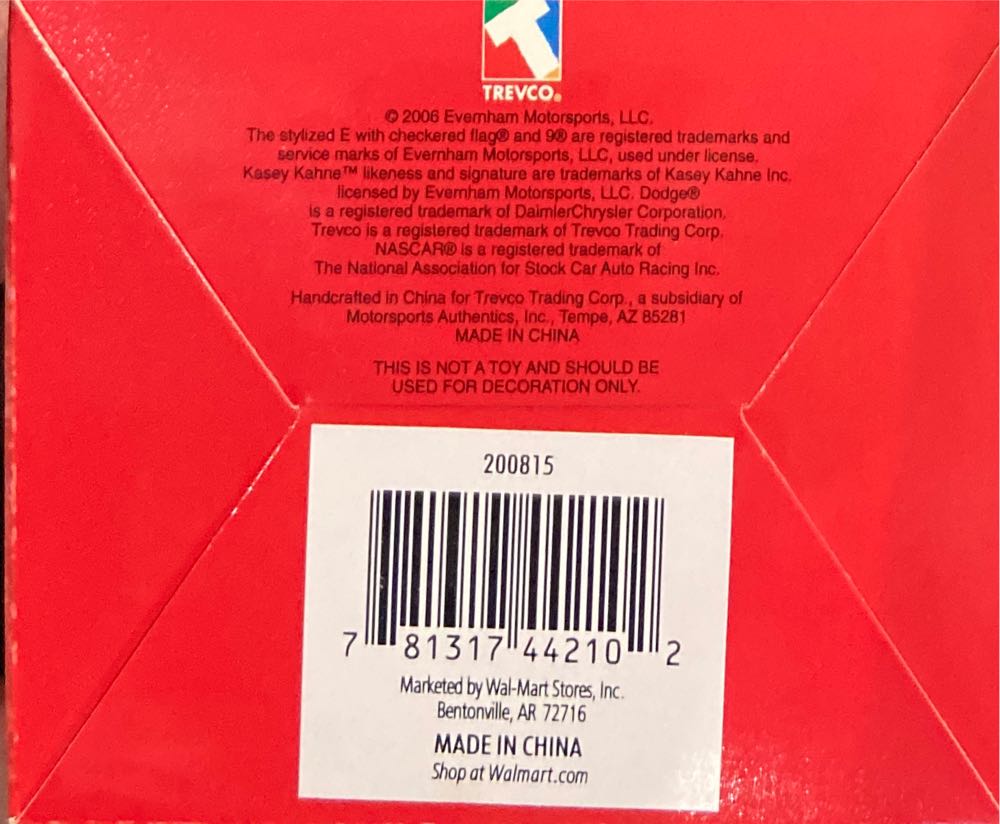 TREVCO®
© 2006 Evernham Motorsports, LLC.
The stylized E with checkered flag® and 9® are registered trademarks and
service marks of Evernham Motorsports, LLC, used under license.
Kasey Kahne™ likeness and signature are trademarks of Kasey Kahne Inc.
licensed by Evernham Motorsports, LLC. Dodge®
is a registered trademark of DaimlerChrysler Corporation.
Trevco is a registered trademark of Trevco Trading Corp.
NASCAR® is a registered trademark of
The National Association for Stock Car Auto Racing Inc.
Handcrafted in China for Trevco Trading Corp., a subsidiary of
Motorsports Authentics, Inc., Tempe, AZ 85281
MADE IN CHINA
THIS IS NOT A TOY AND SHOULD BE
USED FOR DECORATION ONLY.
200815
7 81317 44210 2
Marketed by Wal-Mart Stores, Inc.
Bentonville, AR 72716
MADE IN CHINA
Shop at Walmart.com